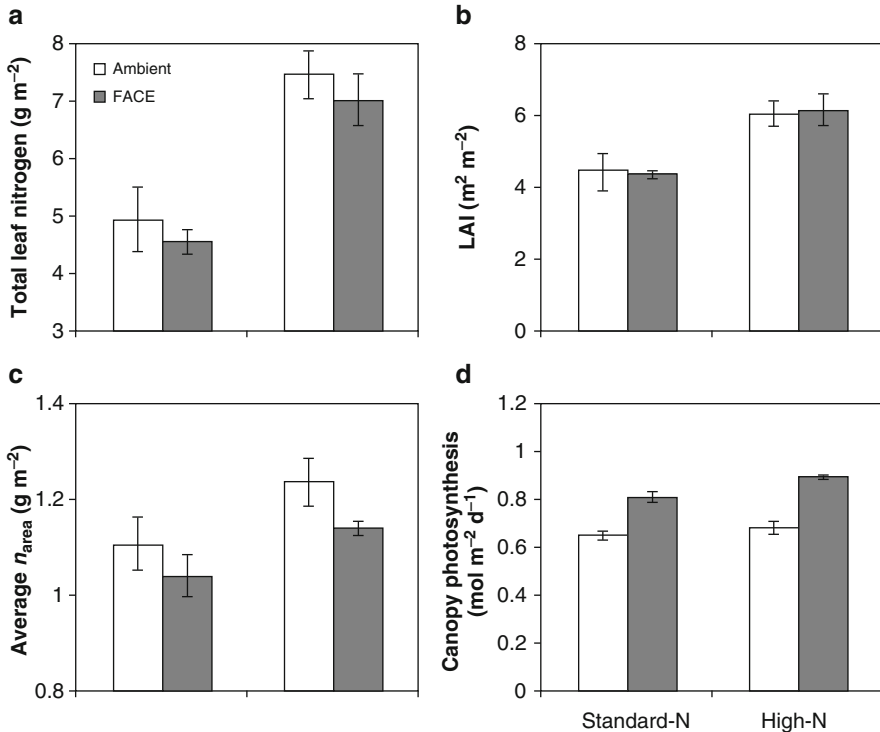 a
Total leaf nitrogen (g m⁻²)
8
7
6
5
4
3
Ambient
FACE
b
LAI (m² m⁻²)
8
6
4
2
0
c
Average n_area (g m⁻²)
1.4
1.2
1
0.8
d
Canopy photosynthesis
(mol m⁻² d⁻¹)
1.2
1
0.8
0.6
0.4
0.2
0
Standard-N
High-N